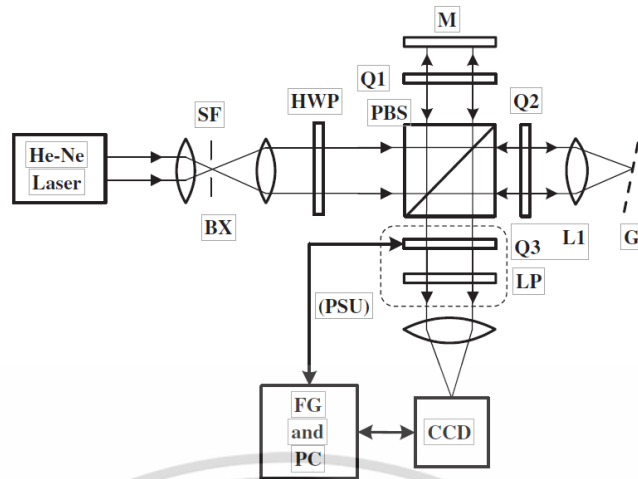 M
Q1
Q2
HWP
PBS
SF
He-Ne
Laser
BX
Q3
L1
G
LP
(PSU)
FG
and
PC
CCD